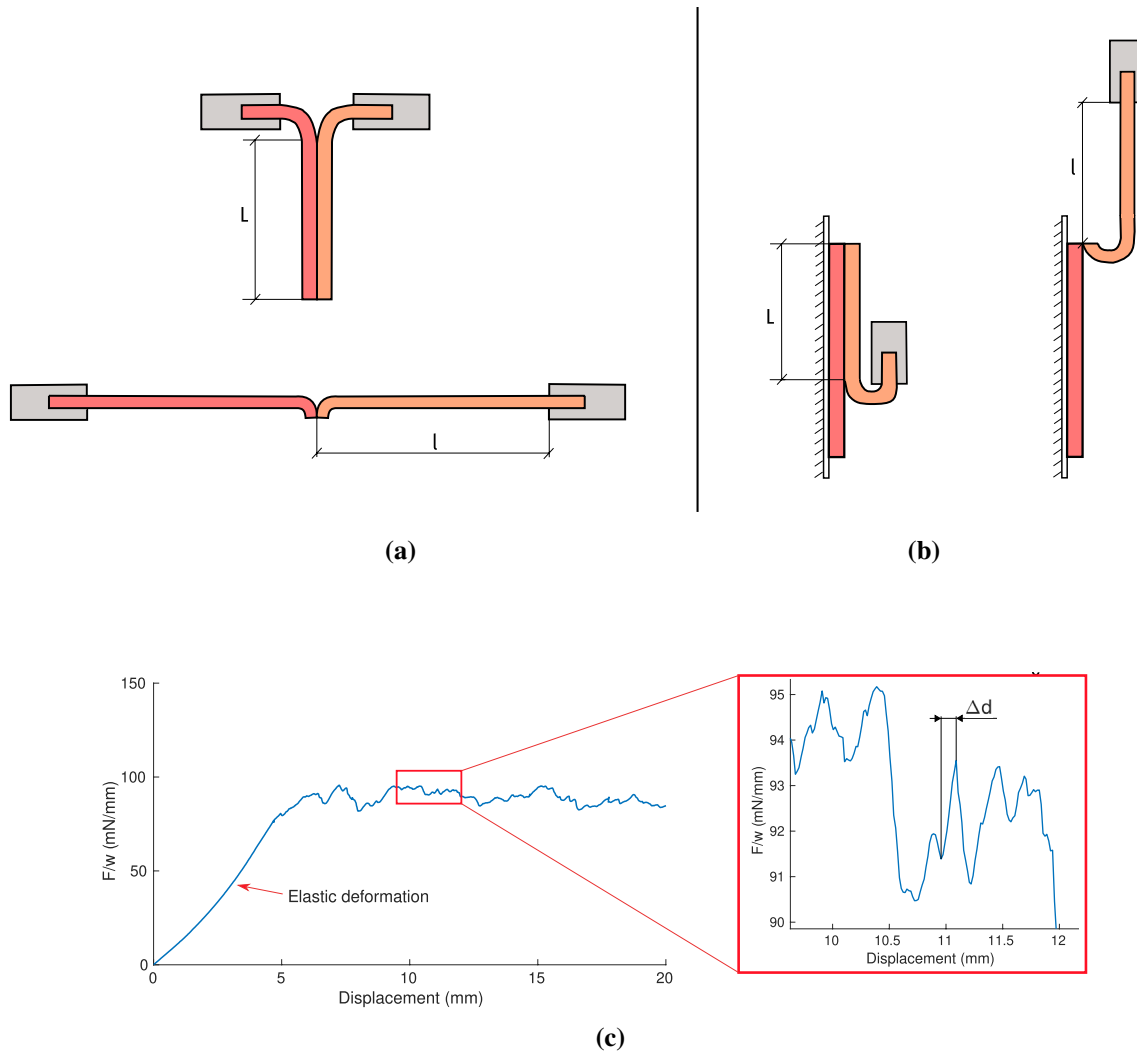 L
l
L
l
(a)
(b)
150
100
50
0
F/w (mN/mm)
Elastic deformation
0
5
10
15
20
Displacement (mm)
95
94
93
92
91
90
F/w (mN/mm)
Δd
10
10.5
11
11.5
12
Displacement (mm)
(c)